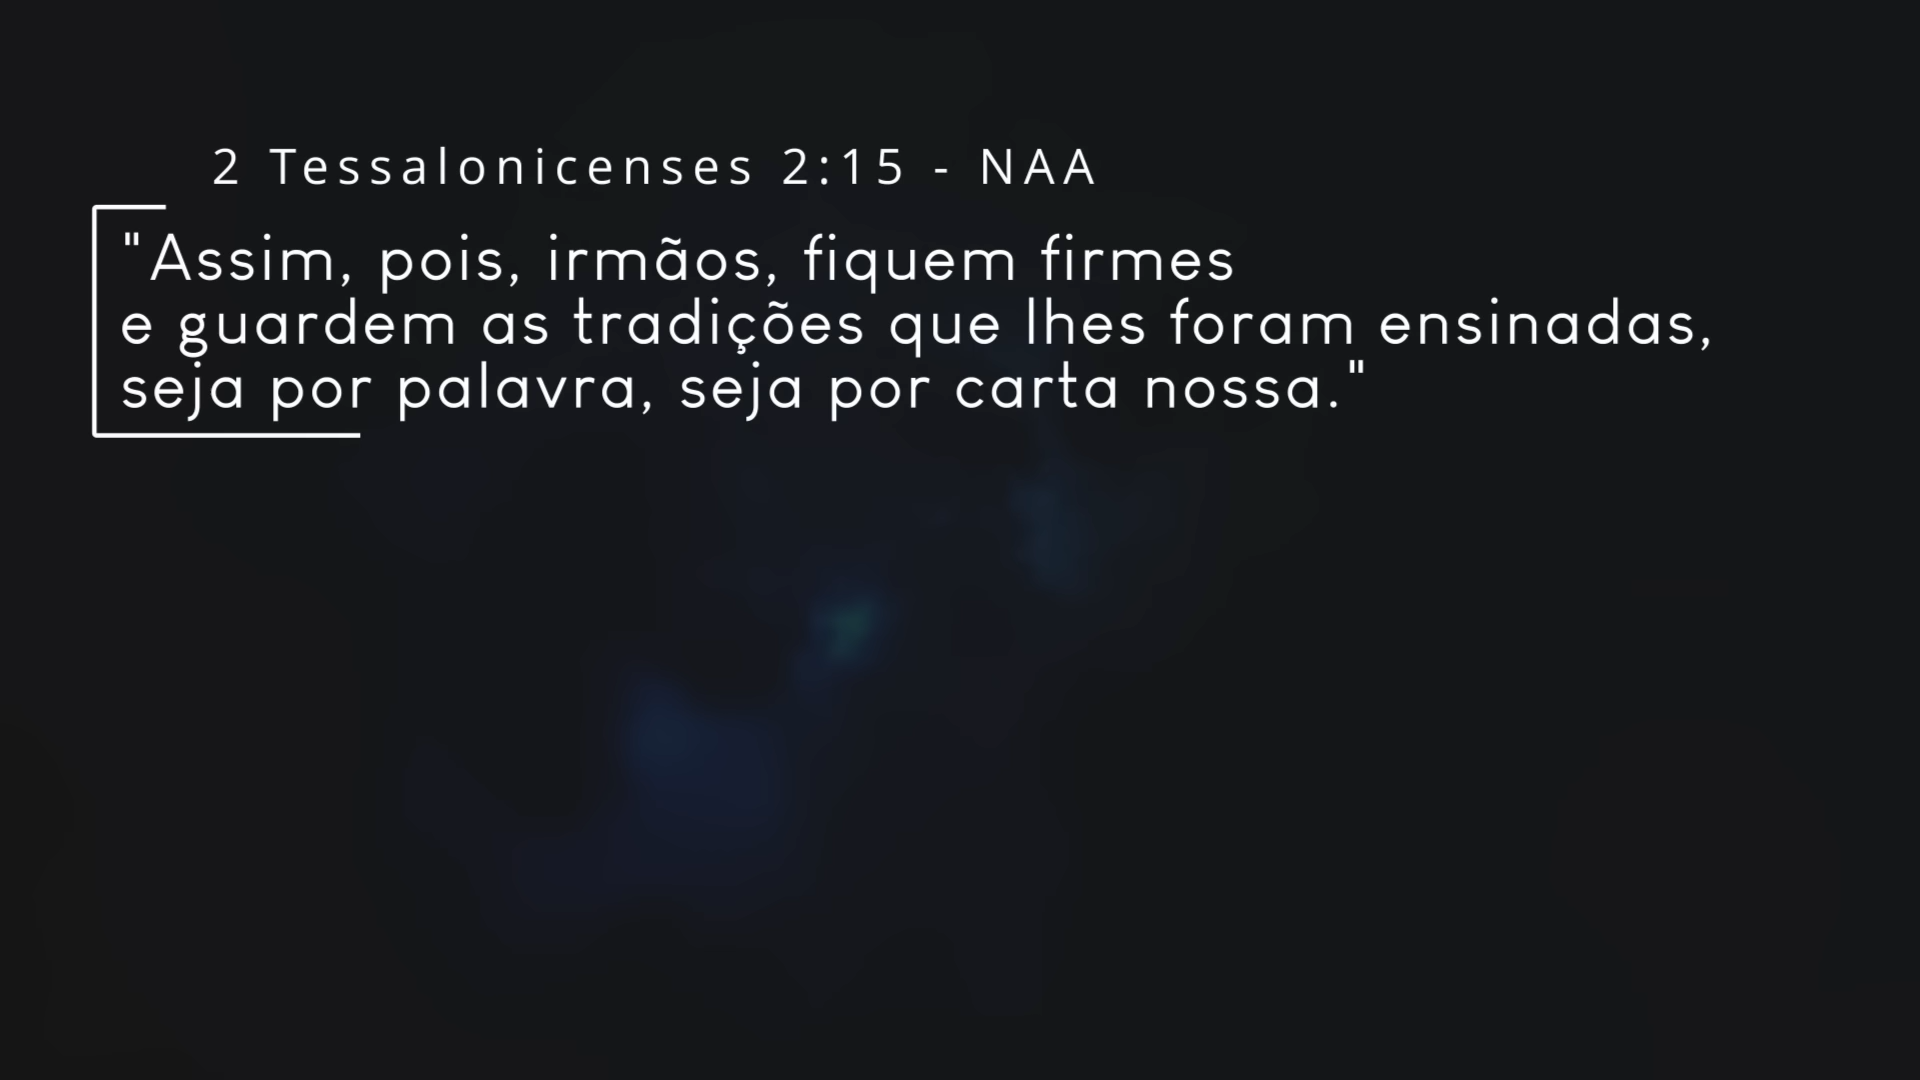 2 Tessalonicenses 2:15 - NAA
"Assim, pois, irmãos, fiquem firmes
e guardem as tradições que lhes foram ensinadas,
seja por palavra, seja por carta nossa."